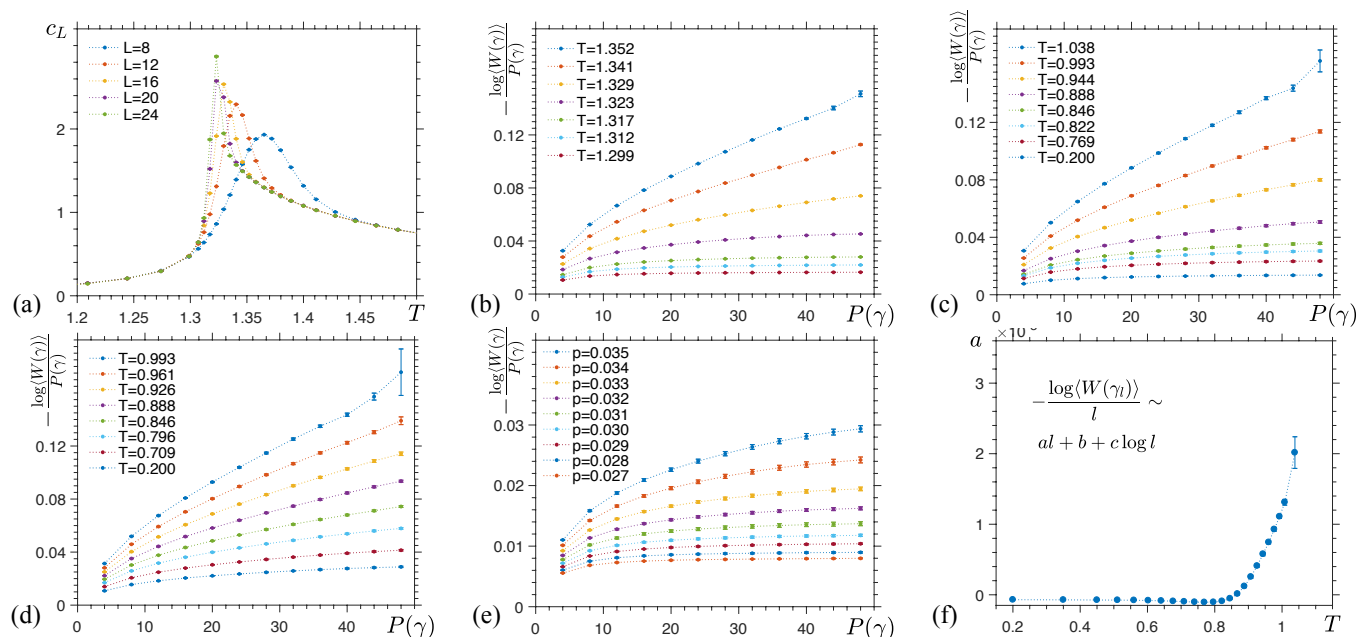 c_L
L=8
L=12
L=16
L=20
L=24
2
1
0
1.2 1.25 1.3 1.35 1.4 1.45 T
(a)
−log⟨W(γ)⟩/P(γ)
T=1.352
T=1.341
T=1.329
T=1.323
T=1.317
T=1.312
T=1.299
0.12
0.08
0.04
0
0 10 20 30 40 P(γ)
(b)
−log⟨W(γ)⟩/P(γ)
T=1.038
T=0.993
T=0.944
T=0.888
T=0.846
T=0.822
T=0.769
T=0.200
0.12
0.08
0.04
0
0 10 20 30 40 P(γ)
(c)
−log⟨W(γ)⟩/P(γ)
T=0.993
T=0.961
T=0.926
T=0.888
T=0.846
T=0.796
T=0.709
T=0.200
0.12
0.08
0.04
0
0 10 20 30 40 P(γ)
(d)
−log⟨W(γ)⟩/P(γ)
p=0.035
p=0.034
p=0.033
p=0.032
p=0.031
p=0.030
p=0.029
p=0.028
p=0.027
0.03
0.02
0.01
0
0 10 20 30 40 P(γ)
(e)
a
3
2
1
0
−log⟨W(γ_l)⟩/l ∼
al + b + c log l
0.2 0.4 0.6 0.8 1 T
(f)